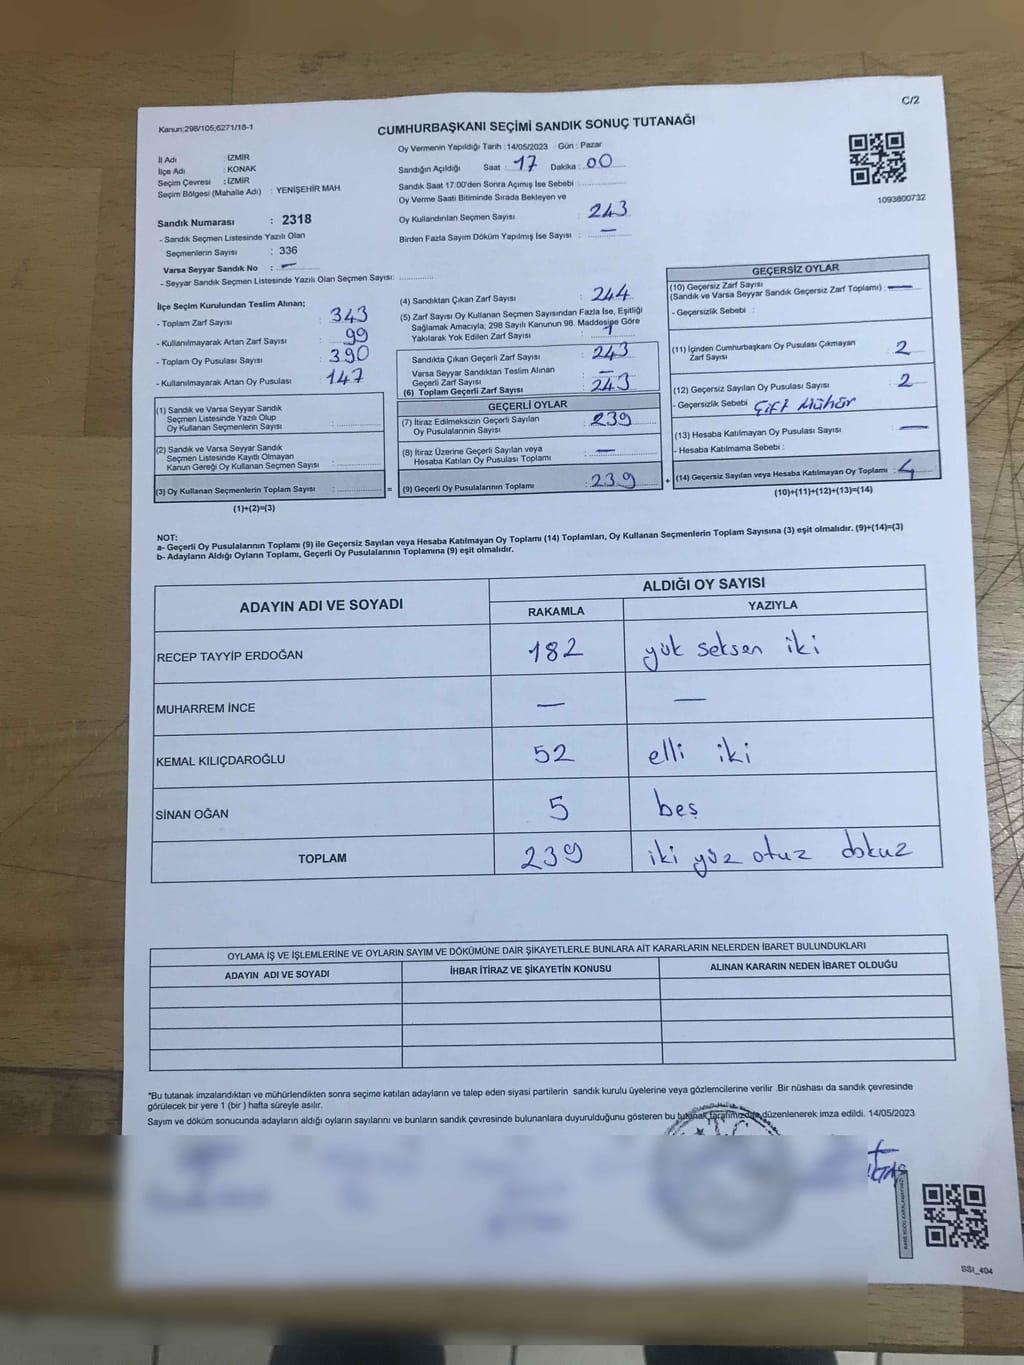 C/2
Kanun;298/105;6271/18-1
CUMHURBAŞKANI SEÇİMİ SANDIK SONUÇ TUTANAĞI
1093800732
İl Adı : İZMİR
İlçe Adı : KONAK
Seçim Çevresi : İZMİR
Seçim Bölgesi (Mahalle Adı) : YENİŞEHİR MAH.
Sandık Numarası : 2318
- Sandık Seçmen Listesinde Yazılı Olan
Seçmenlerin Sayısı : 336
Varsa Seyyar Sandık No : —
- Seyyar Sandık Seçmen Listesinde Yazılı Olan Seçmen Sayısı:
Oy Vermenin Yapıldığı Tarih : 14/05/2023 Gün : Pazar
Sandığın Açıldığı Saat : 17 Dakika : 00
Sandık Saat 17:00'den Sonra Açımış İse Sebebi :
Oy Verme Saati Bitiminde Sırada Bekleyen ve
Oy Kullandırılan Seçmen Sayısı : 243
Birden Fazla Sayım Döküm Yapılmış İse Sayısı : —
İlçe Seçim Kurulundan Teslim Alınan;
- Toplam Zarf Sayısı : 343
- Kullanılmayarak Artan Zarf Sayısı : 99
- Toplam Oy Pusulası Sayısı : 390
- Kullanılmayarak Artan Oy Pusulası : 147
(1) Sandık ve Varsa Seyyar Sandık
Seçmen Listesinde Yazılı Olup
Oy Kullanan Seçmenlerin Sayısı :
(2) Sandık ve Varsa Seyyar Sandık
Seçmen Listesinde Kayıtlı Olmayan
Kanun Gereği Oy Kullanan Seçmen Sayısı :
(3) Oy Kullanan Seçmenlerin Toplam Sayısı : =
(1)+(2)=(3)
(4) Sandıktan Çıkan Zarf Sayısı : 244
(5) Zarf Sayısı Oy Kullanan Seçmen Sayısından Fazla İse, Eşitliği
Sağlamak Amacıyla; 298 Sayılı Kanunun 98. Maddesine Göre
Yakılarak Yok Edilen Zarf Sayısı : 1
Sandıkta Çıkan Geçerli Zarf Sayısı : 243
Varsa Seyyar Sandıktan Teslim Alınan
Geçerli Zarf Sayısı : —
(6) Toplam Geçerli Zarf Sayısı : 243
GEÇERLİ OYLAR
(7) İtiraz Edilmeksizin Geçerli Sayılan
Oy Pusulalarının Sayısı : 239
(8) İtiraz Üzerine Geçerli Sayılan veya
Hesaba Katılan Oy Pusulası Toplamı : —
(9) Geçerli Oy Pusulalarının Toplamı : 239 +
GEÇERSİZ OYLAR
(10) Geçersiz Zarf Sayısı
(Sandık ve Varsa Seyyar Sandık Geçersiz Zarf Toplamı) : —
- Geçersizlik Sebebi :
(11) İçinden Cumhurbaşkanı Oy Pusulası Çıkmayan
Zarf Sayısı : 2
(12) Geçersiz Sayılan Oy Pusulası Sayısı : 2
- Geçersizlik Sebebi : Çift Mühür
(13) Hesaba Katılmayan Oy Pusulası Sayısı : —
- Hesaba Katılmama Sebebi :
(14) Geçersiz Sayılan veya Hesaba Katılmayan Oy Toplamı : 4
(10)+(11)+(12)+(13)=(14)
NOT:
a- Geçerli Oy Pusulalarının Toplamı (9) ile Geçersiz Sayılan veya Hesaba Katılmayan Oy Toplamı (14) Toplamları, Oy Kullanan Seçmenlerin Toplam Sayısına (3) eşit olmalıdır. (9)+(14)=(3)
b- Adayların Aldığı Oyların Toplamı, Geçerli Oy Pusulalarının Toplamına (9) eşit olmalıdır.
ADAYIN ADI VE SOYADI ALDIĞI OY SAYISI
RAKAMLA YAZIYLA
RECEP TAYYİP ERDOĞAN 182 yük seksen iki
MUHARREM İNCE — —
KEMAL KILIÇDAROĞLU 52 elli iki
SİNAN OĞAN 5 beş
TOPLAM 239 iki yüz otuz dokuz
OYLAMA İŞ VE İŞLEMLERİNE VE OYLARIN SAYIM VE DÖKÜMÜNE DAİR ŞİKAYETLERLE BUNLARA AİT KARARLARIN NELERDEN İBARET BULUNDUKLARI
ADAYIN ADI VE SOYADI İHBAR İTİRAZ VE ŞİKAYETİN KONUSU ALINAN KARARIN NEDEN İBARET OLDUĞU
*Bu tutanak imzalandıktan ve mühürlendikten sonra seçime katılan adayların ve talep eden siyasi partilerin sandık kurulu üyelerine veya gözlemcilerine verilir .Bir nüshası da sandık çevresinde
görülecek bir yere 1 (bir ) hafta süreyle asılır.
Sayım ve döküm sonucunda adayların aldığı oyların sayılarını ve bunların sandık çevresinde bulunanlara duyurulduğunu gösteren bu tutanak tarafımızdan düzenlenerek imza edildi. 14/05/2023
SSI_404